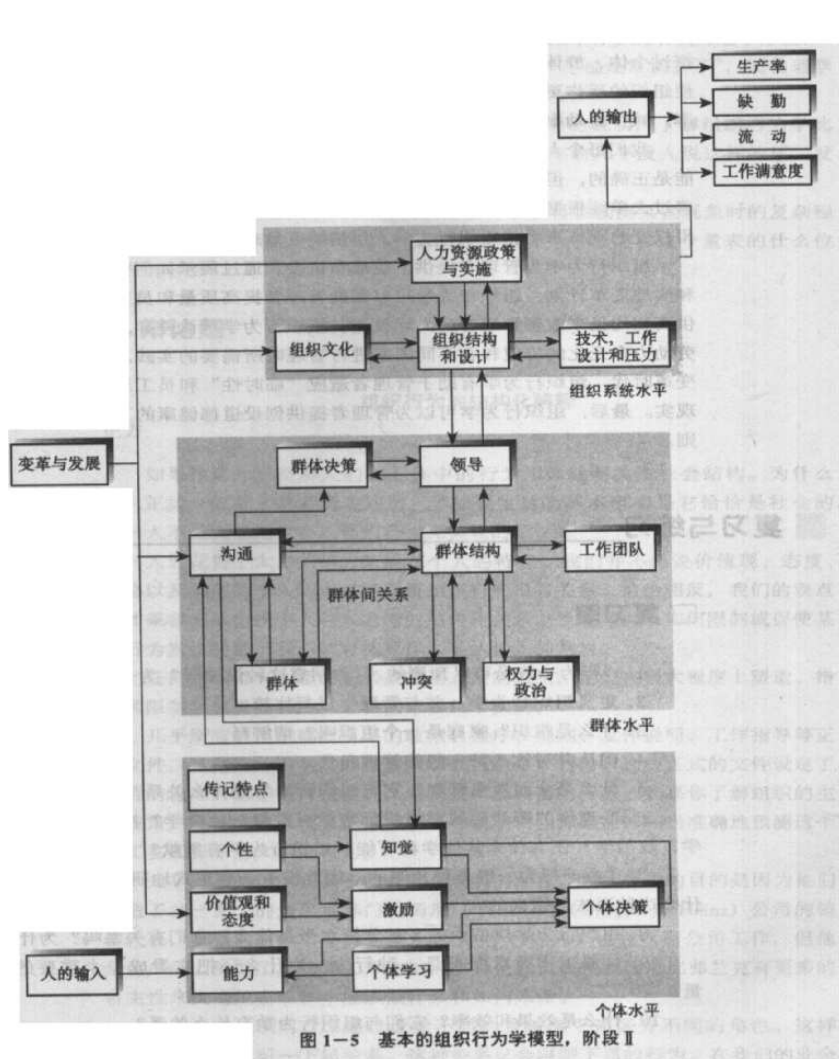 生产率
人的输出
缺 勤
流 动
工作满意度
人力资源政策
与实施
组织文化
组织结构
和设计
技术，工作
设计和压力
组织系统水平
变革与发展
群体决策
领导
沟通
群体结构
工作团队
群体间关系
群体
冲突
权力与
政治
群体水平
传记特点
个性
知觉
价值观和
态度
激励
个体决策
人的输入
能力
个体学习
个体水平
图 1-5 基本的组织行为学模型，阶段Ⅱ